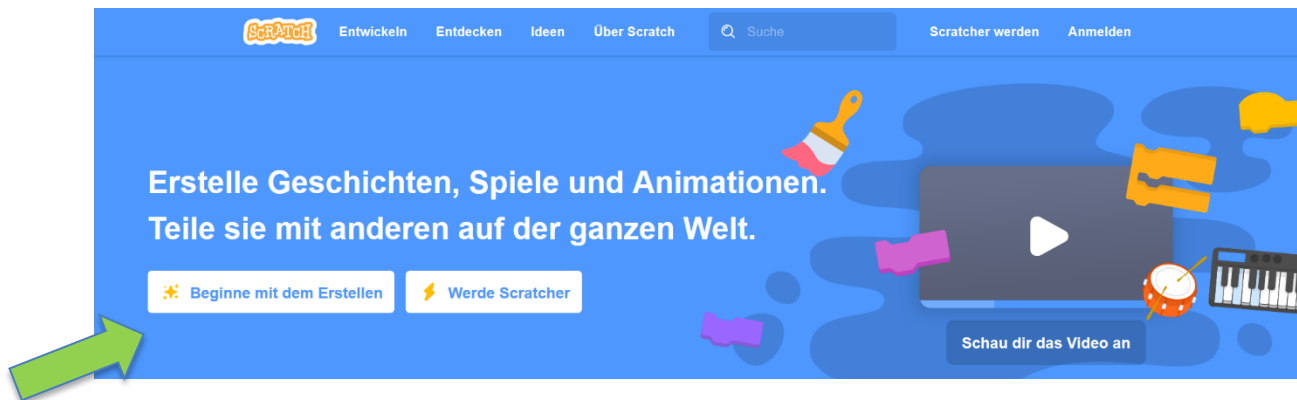 SCRATCH Entwickeln Entdecken Ideen Über Scratch Suche Scratcher werden Anmelden
Erstelle Geschichten, Spiele und Animationen.
Teile sie mit anderen auf der ganzen Welt.
Beginne mit dem Erstellen Werde Scratcher
Schau dir das Video an